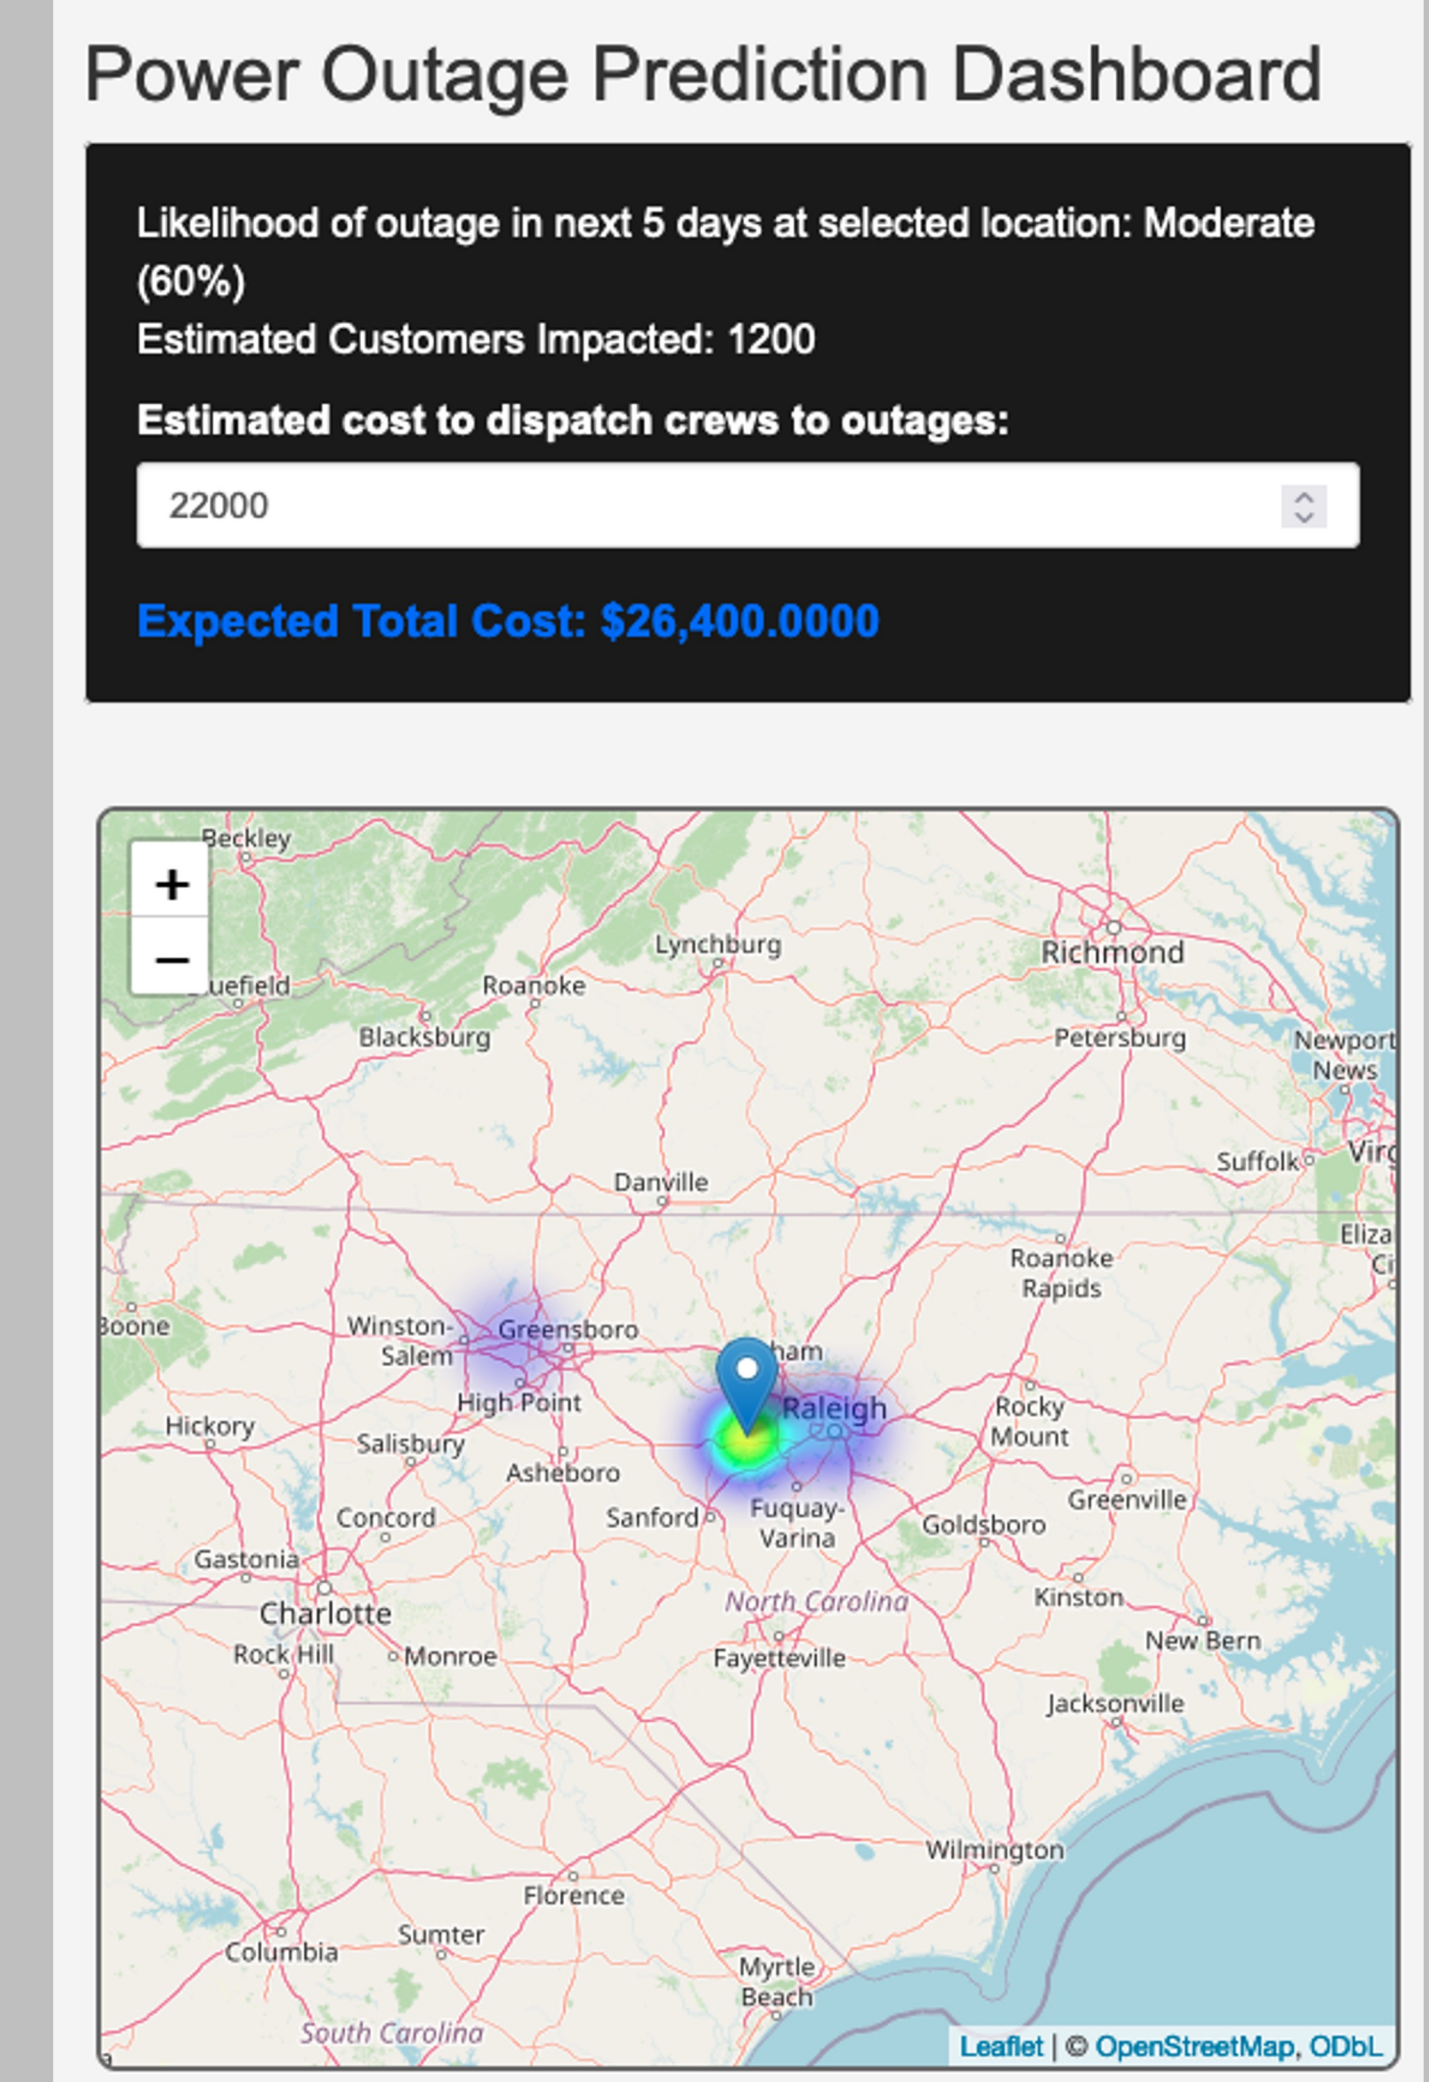 Power Outage Prediction Dashboard
Likelihood of outage in next 5 days at selected location: Moderate
(60%)
Estimated Customers Impacted: 1200
Estimated cost to dispatch crews to outages:
22000
Expected Total Cost: $26,400.0000
Beckley
+
−
Lynchburg
Richmond
uefield
Roanoke
Blacksburg
Petersburg
Newport
News
Suffolk
Virg
Danville
Eliza
Ci
Roanoke
Rapids
Boone
Winston-
Salem
Greensboro
ham
High Point
Raleigh
Rocky
Mount
Hickory
Salisbury
Asheboro
Greenville
Concord
Sanford
Fuquay-
Varina
Goldsboro
Gastonia
North Carolina
Kinston
Charlotte
New Bern
Rock Hill
Monroe
Fayetteville
Jacksonville
Wilmington
Florence
Columbia
Sumter
Myrtle
Beach
South Carolina
Leaflet | © OpenStreetMap, ODbL